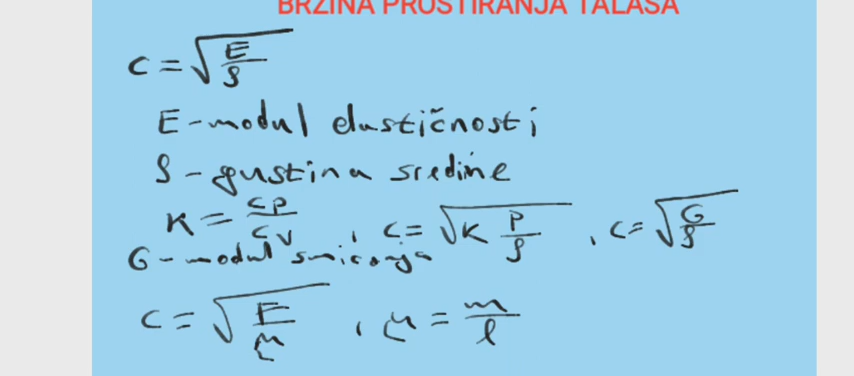 BRZINA PROSTIRANJA TALASA
c = √(E/ρ)
E - modul elastičnosti
ρ - gustina sredine
κ = cp/cv , c = √(κ p/ρ) , c = √(G/ρ)
G - modul smicanja
c = √(F/μ) , μ = m/l